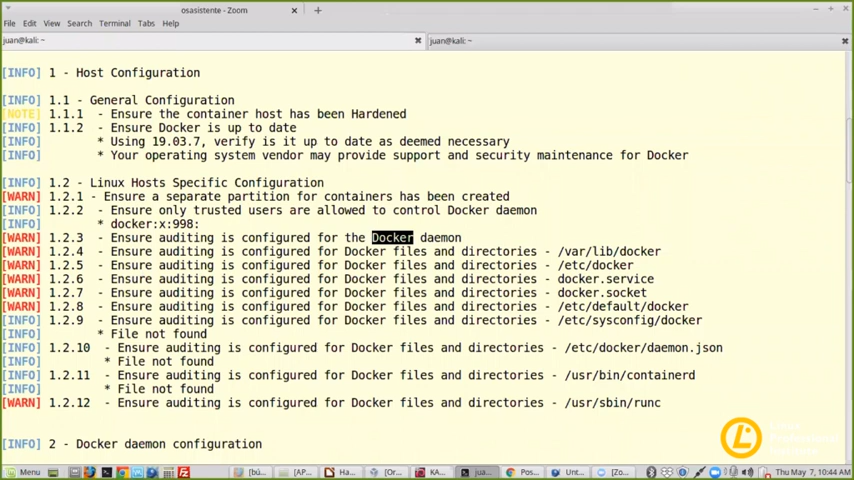 osasistente - Zoom
File Edit View Search Terminal Tabs Help
juan@kali: ~
juan@kali: ~
[INFO] 1 - Host Configuration
[INFO] 1.1 - General Configuration
[NOTE] 1.1.1 - Ensure the container host has been Hardened
[INFO] 1.1.2 - Ensure Docker is up to date
[INFO] * Using 19.03.7, verify is it up to date as deemed necessary
[INFO] * Your operating system vendor may provide support and security maintenance for Docker
[INFO] 1.2 - Linux Hosts Specific Configuration
[WARN] 1.2.1 - Ensure a separate partition for containers has been created
[INFO] 1.2.2 - Ensure only trusted users are allowed to control Docker daemon
[INFO] * docker:x:998:
[WARN] 1.2.3 - Ensure auditing is configured for the Docker daemon
[WARN] 1.2.4 - Ensure auditing is configured for Docker files and directories - /var/lib/docker
[WARN] 1.2.5 - Ensure auditing is configured for Docker files and directories - /etc/docker
[WARN] 1.2.6 - Ensure auditing is configured for Docker files and directories - docker.service
[WARN] 1.2.7 - Ensure auditing is configured for Docker files and directories - docker.socket
[WARN] 1.2.8 - Ensure auditing is configured for Docker files and directories - /etc/default/docker
[INFO] 1.2.9 - Ensure auditing is configured for Docker files and directories - /etc/sysconfig/docker
[INFO] * File not found
[INFO] 1.2.10 - Ensure auditing is configured for Docker files and directories - /etc/docker/daemon.json
[INFO] * File not found
[INFO] 1.2.11 - Ensure auditing is configured for Docker files and directories - /usr/bin/containerd
[INFO] * File not found
[WARN] 1.2.12 - Ensure auditing is configured for Docker files and directories - /usr/sbin/runc
[INFO] 2 - Docker daemon configuration
Linux
Professional
Institute
Menu [bú... [AP... Ha... [Or... KA... jua... Pos... Unt... [Zo... Thu May 7, 10:44 AM